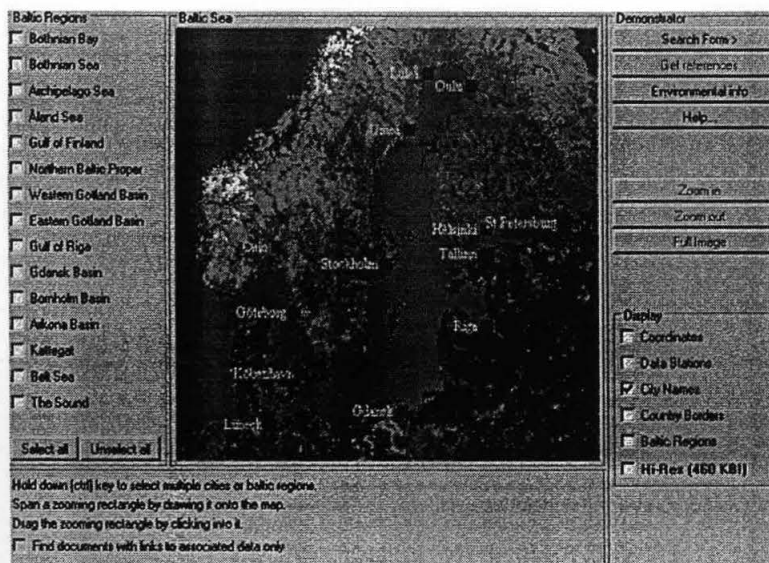 Baltic Regions
Bothnian Bay
Bothnian Sea
Archipelago Sea
Åland Sea
Gulf of Finland
Northern Baltic Proper
Western Gotland Basin
Eastern Gotland Basin
Gulf of Riga
Gdansk Basin
Bornholm Basin
Arkona Basin
Kattegat
Belt Sea
The Sound
Select all
Unselect all
Baltic Sea
Luleå
Oulu
Umeå
Oslo
Stockholm
Helsinki
St Petersburg
Tallinn
Göteborg
Riga
København
Lübeck
Gdansk
Demonstrator
Search Form >
Get references
Environmental info
Help...
Zoom in
Zoom out
Full Image
Display
Coordinates
Data Stations
City Names
Country Borders
Baltic Regions
Hi-Res (460 KB!)
Hold down [ctrl] key to select multiple cities or baltic regions.
Span a zooming rectangle by drawing it onto the map.
Drag the zooming rectangle by clicking into it.
Find documents with links to associated data only